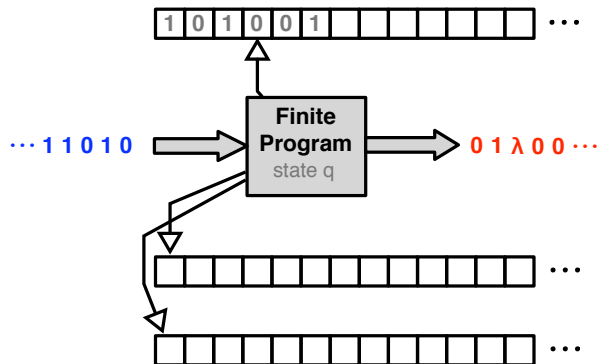 1 0 1 0 0 1 ...
Finite
Program
state q
... 1 1 0 1 0
0 1 λ 0 0 ...
...
...